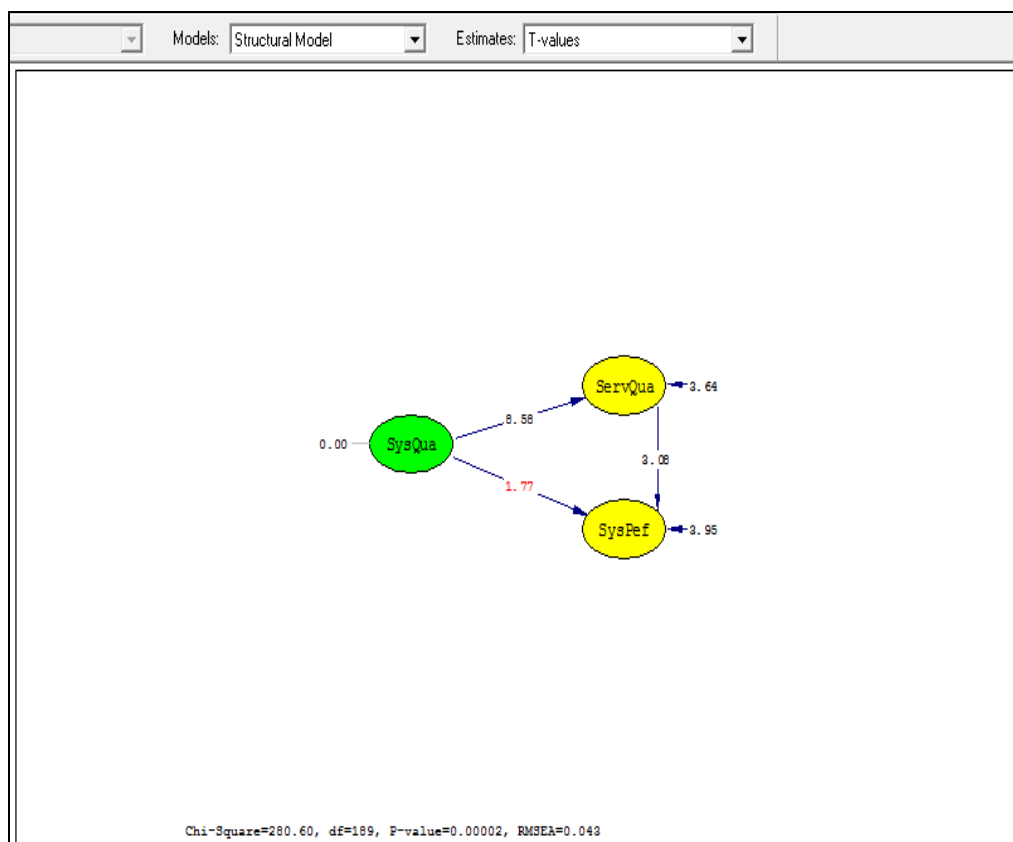 Models: Structural Model Estimates: T-values
ServQua 3.64
8.58
0.00 SysQua
3.08
1.77
SysPef 3.95
Chi-Square=280.60, df=189, P-value=0.00002, RMSEA=0.043